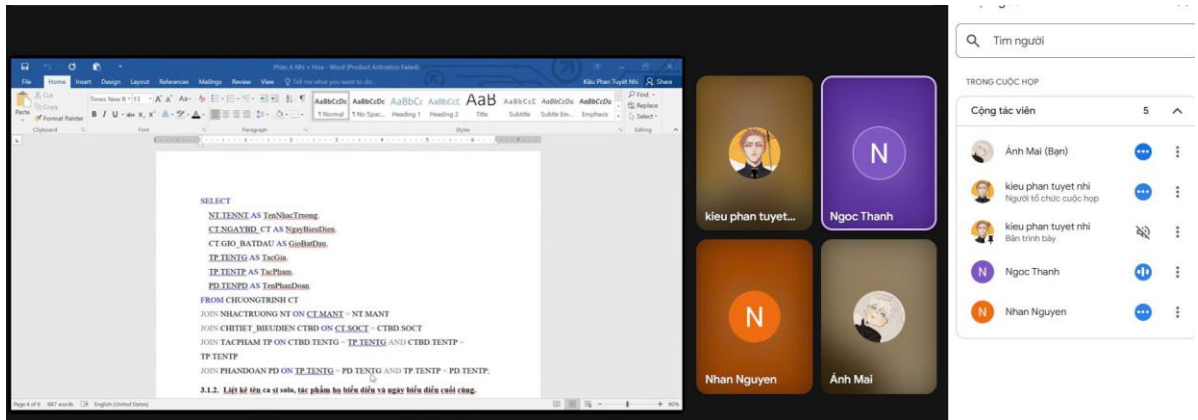 Phân A Nhi + Hoa - Word (Product Activation Failed)
File Home Insert Design Layout References Mailings Review View Tell me what you want to do... Kiều Phan Tuyết Nhi Share
Cut
Copy
Format Painter
Paste
Times New R 13
AaBbCcDc AaBbCcDc AaBbCc AaBbCcC AaB AaBbCcC AaBbCcDc AaBbCcDc
¶ Normal ¶ No Spac... Heading 1 Heading 2 Title Subtitle Subtle Em... Emphasis
Find
Replace
Select
Clipboard Font Paragraph Styles Editing
SELECT
NT.TENNT AS TenNhacTruong,
CT.NGAYBD_CT AS NgayBieuDien,
CT.GIO_BATDAU AS GioBatDau,
TP.TENTG AS TacGia,
TP.TENTP AS TacPham,
PD.TENPD AS TenPhanDoan
FROM CHUONGTRINH CT
JOIN NHACTRUONG NT ON CT.MANT = NT.MANT
JOIN CHITIET_BIEUDIEN CTBD ON CT.SOCT = CTBD.SOCT
JOIN TACPHAM TP ON CTBD.TENTG = TP.TENTG AND CTBD.TENTP =
TP.TENTP
JOIN PHANDOAN PD ON TP.TENTG = PD.TENTG AND TP.TENTP = PD.TENTP;
3.1.2. Liệt kê tên ca sĩ solo, tác phẩm họ biểu diễn và ngày biểu diễn cuối cùng.
Page 4 of 6 887 words English (United States) 90%
kieu phan tuyet...
N
Ngoc Thanh
N
Nhan Nguyen
Ánh Mai
Tìm người
TRONG CUỘC HỌP
Cộng tác viên 5
Ánh Mai (Bạn)
kieu phan tuyet nhi
Người tổ chức cuộc họp
kieu phan tuyet nhi
Bản trình bày
N Ngoc Thanh
N Nhan Nguyen